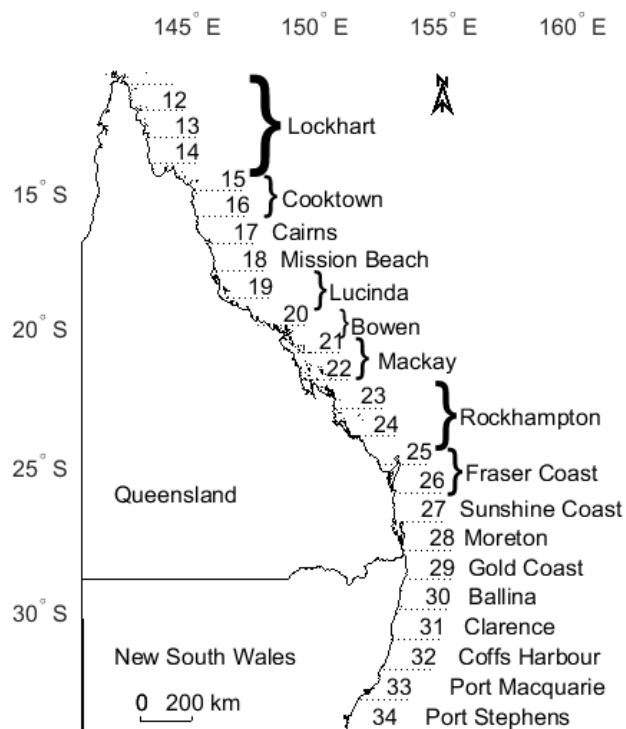 145° E 150° E 155° E 160° E
N
12
13
Lockhart
14
15° S
15
Cooktown
16
17 Cairns
18 Mission Beach
19
Lucinda
20
20° S
Bowen
21
Mackay
22
23
24
Rockhampton
25
25° S
Fraser Coast
26
Queensland
27 Sunshine Coast
28 Moreton
29 Gold Coast
30 Ballina
30° S
31 Clarence
New South Wales
32 Coffs Harbour
33 Port Macquarie
0 200 km
34 Port Stephens